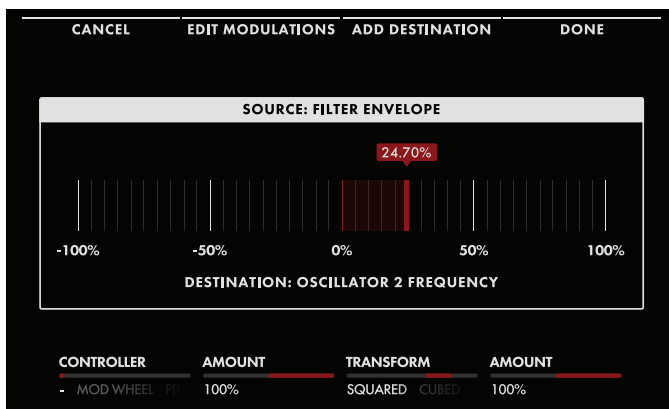 CANCEL EDIT MODULATIONS ADD DESTINATION DONE
SOURCE: FILTER ENVELOPE
24.70%
-100% -50% 0% 50% 100%
DESTINATION: OSCILLATOR 2 FREQUENCY
CONTROLLER AMOUNT TRANSFORM AMOUNT
- MOD WHEEL PIT 100% SQUARED CUBED 100%